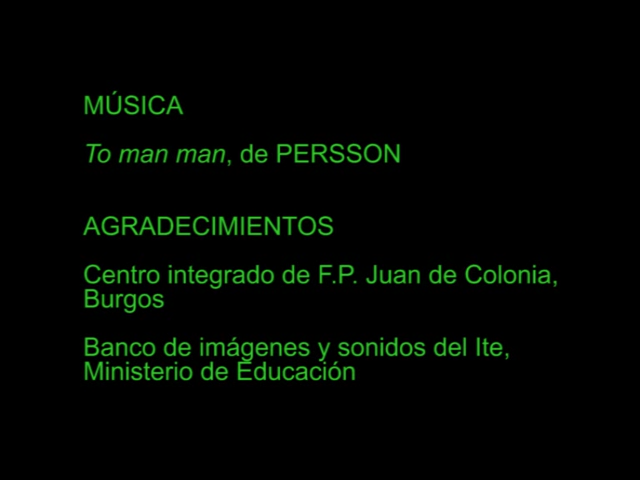 MÚSICA
To man man, de PERSSON
AGRADECIMIENTOS
Centro integrado de F.P. Juan de Colonia,
Burgos
Banco de imágenes y sonidos del Ite,
Ministerio de Educación